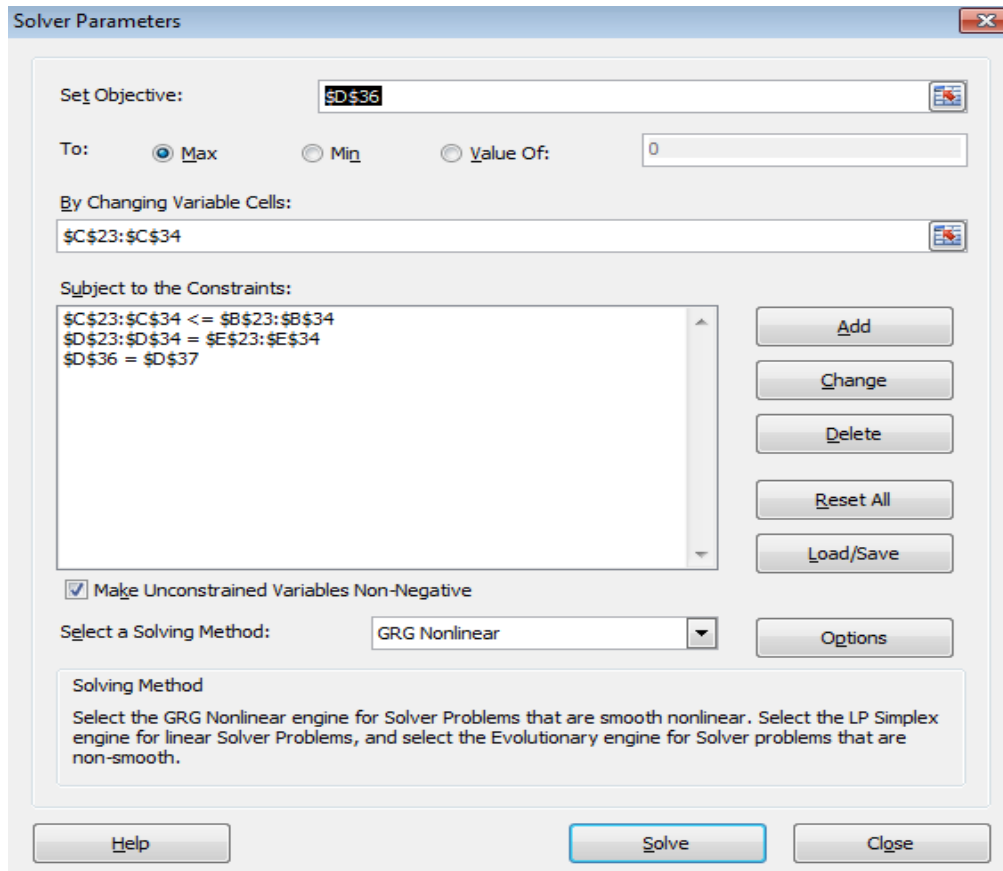 Solver Parameters
Set Objective: $D$36
To: Max Min Value Of: 0
By Changing Variable Cells:
$C$23:$C$34
Subject to the Constraints:
$C$23:$C$34 <= $B$23:$B$34
$D$23:$D$34 = $E$23:$E$34
$D$36 = $D$37
Add
Change
Delete
Reset All
Load/Save
Make Unconstrained Variables Non-Negative
Select a Solving Method: GRG Nonlinear Options
Solving Method
Select the GRG Nonlinear engine for Solver Problems that are smooth nonlinear. Select the LP Simplex
engine for linear Solver Problems, and select the Evolutionary engine for Solver problems that are
non-smooth.
Help Solve Close